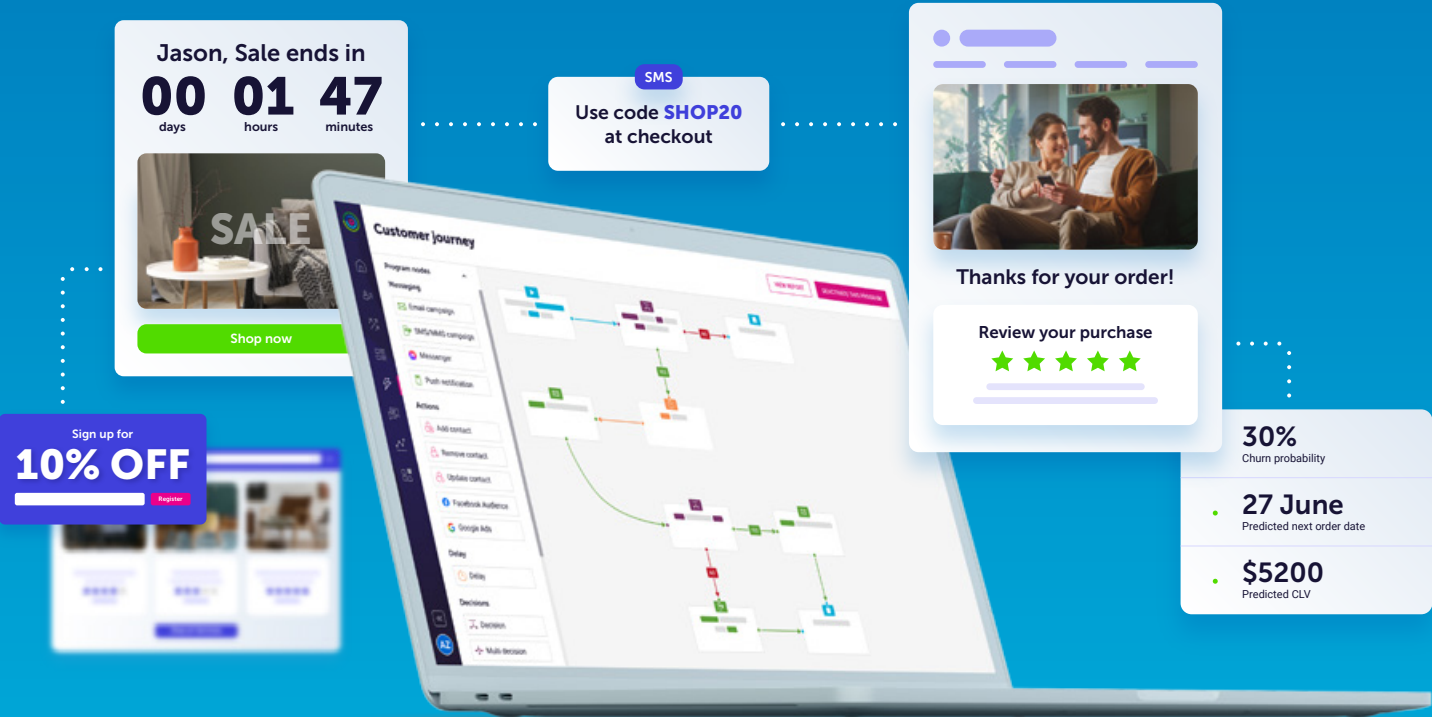 Jason, Sale ends in
00 01 47
days hours minutes
SALE
Shop now
SMS
Use code SHOP20
at checkout
Thanks for your order!
Review your purchase
Sign up for
10% OFF
Register
Customer journey
VIEW REPORT
Program nodes
Messaging
Email campaign
SMS/MMS campaign
Messenger
Push notification
Actions
Add contact
Remove contact
Update contact
Facebook Audience
Google Ads
Delay
Delay
Decisions
Decision
Multi decision
AZ
30%
Churn probability
27 June
Predicted next order date
$5200
Predicted CLV